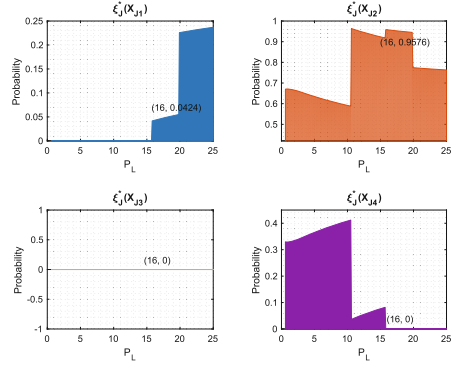 ξ*J(XJ1)
0.25
0.2
0.15
0.1
0.05
0
Probability
(16, 0.0424)
0 5 10 15 20 25
PL
ξ*J(XJ2)
1
0.9
0.8
0.7
0.6
0.5
Probability
(16, 0.9576)
0 5 10 15 20 25
PL
ξ*J(XJ3)
1
0.5
0
-0.5
-1
Probability
(16, 0)
0 5 10 15 20 25
PL
ξ*J(XJ4)
0.4
0.3
0.2
0.1
0
Probability
(16, 0)
0 5 10 15 20 25
PL